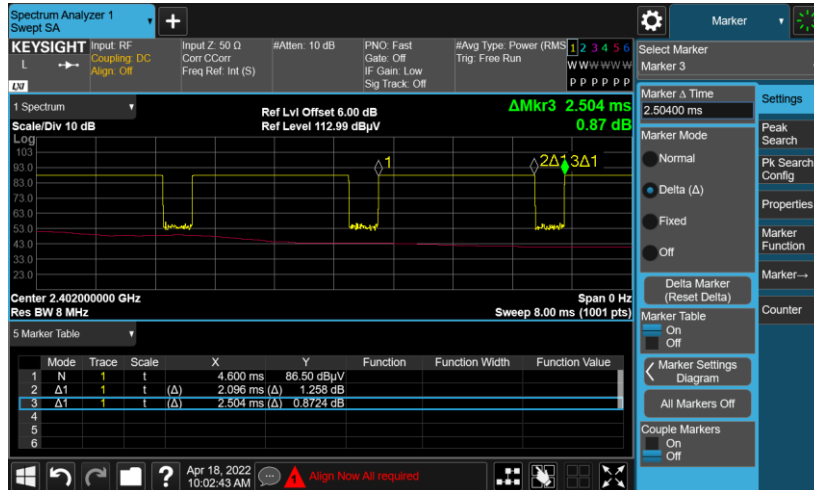 Spectrum Analyzer 1
Swept SA
+
Marker
KEYSIGHT
L
LXI
Input: RF
Coupling: DC
Align: Off
Input Z: 50 Ω
Corr CCorr
Freq Ref: Int (S)
#Atten: 10 dB
PNO: Fast
Gate: Off
IF Gain: Low
Sig Track: Off
#Avg Type: Power (RMS
Trig: Free Run
1 2 3 4 5 6
W W W W W W
P P P P P P
Select Marker
Marker 3
1 Spectrum
Scale/Div 10 dB
Log
Ref Lvl Offset 6.00 dB
Ref Level 112.99 dBµV
ΔMkr3 2.504 ms
0.87 dB
103
93.0
83.0
73.0
63.0
53.0
43.0
33.0
23.0
1
2Δ1
3Δ1
Center 2.402000000 GHz
Res BW 8 MHz
Span 0 Hz
Sweep 8.00 ms (1001 pts)
5 Marker Table
Mode Trace Scale X Y Function Function Width Function Value
1 N 1 t 4.600 ms 86.50 dBµV
2 Δ1 1 t (Δ) 2.096 ms (Δ) 1.258 dB
3 Δ1 1 t (Δ) 2.504 ms (Δ) 0.8724 dB
4
5
6
Marker Δ Time
2.50400 ms
Marker Mode
Normal
Delta (Δ)
Fixed
Off
Delta Marker
(Reset Delta)
Marker Table
On
Off
Marker Settings
Diagram
All Markers Off
Couple Markers
On
Off
Settings
Peak
Search
Pk Search
Config
Properties
Marker
Function
Marker→
Counter
?
Apr 18, 2022
10:02:43 AM
Align Now All required